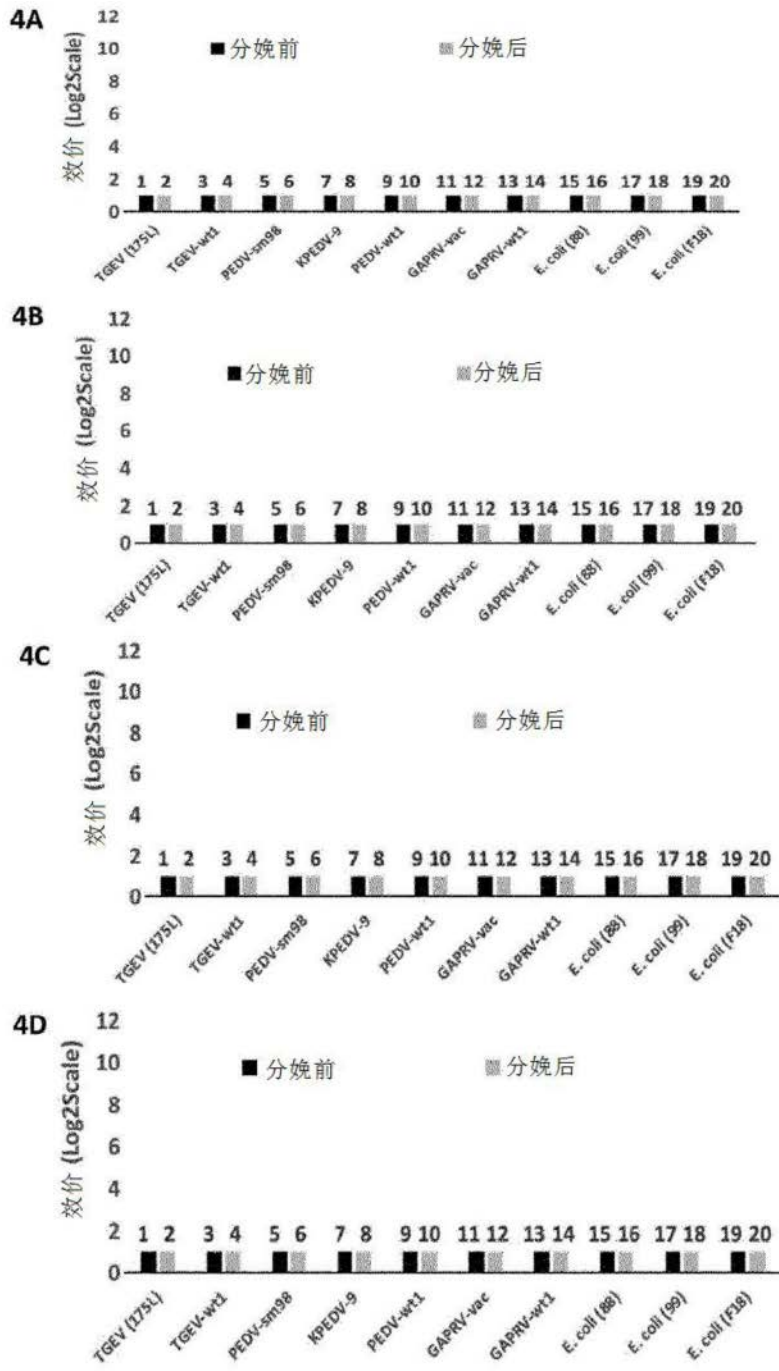 4A
效价 (Log2Scale)
12
10
8
6
4
2
0
分娩前
分娩后
1 2 3 4 5 6 7 8 9 10 11 12 13 14 15 16 17 18 19 20
TGEV (175L)
TGEV-wt1
PEDV-sm98
KPEDV-9
PEDV-wt1
GAPRV-vac
GAPRV-wt1
E. coli (88)
E. coli (99)
E. coli (F18)
4B
效价 (Log2Scale)
12
10
8
6
4
2
0
分娩前
分娩后
1 2 3 4 5 6 7 8 9 10 11 12 13 14 15 16 17 18 19 20
TGEV (175L)
TGEV-wt1
PEDV-sm98
KPEDV-9
PEDV-wt1
GAPRV-vac
GAPRV-wt1
E. coli (88)
E. coli (99)
E. coli (F18)
4C
效价 (Log2Scale)
12
10
8
6
4
2
0
分娩前
分娩后
1 2 3 4 5 6 7 8 9 10 11 12 13 14 15 16 17 18 19 20
TGEV (175L)
TGEV-wt1
PEDV-sm98
KPEDV-9
PEDV-wt1
GAPRV-vac
GAPRV-wt1
E. coli (88)
E. coli (99)
E. coli (F18)
4D
效价 (Log2Scale)
12
10
8
6
4
2
0
分娩前
分娩后
1 2 3 4 5 6 7 8 9 10 11 12 13 14 15 16 17 18 19 20
TGEV (175L)
TGEV-wt1
PEDV-sm98
KPEDV-9
PEDV-wt1
GAPRV-vac
GAPRV-wt1
E. coli (88)
E. coli (99)
E. coli (F18)